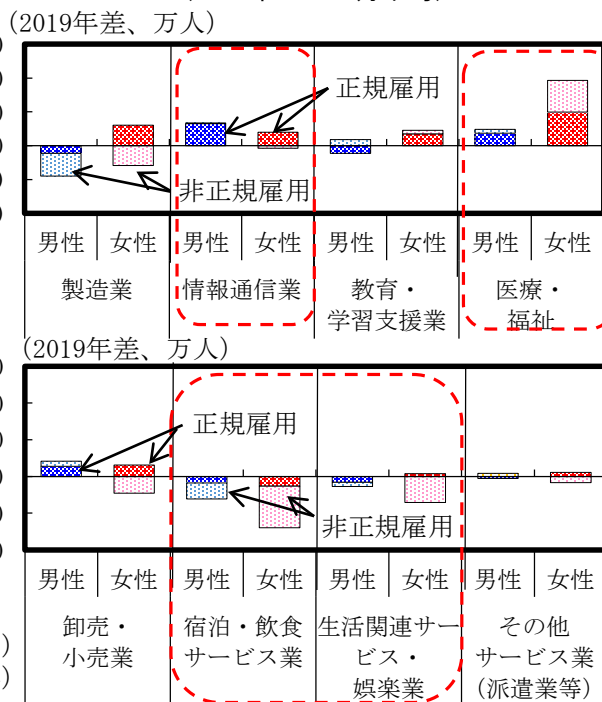 (2019年差、万人)
正規雇用
非正規雇用
男性 女性 男性 女性 男性 女性 男性 女性
製造業 情報通信業 教育・ 医療・
学習支援業 福祉
(2019年差、万人)
正規雇用
非正規雇用
男性 女性 男性 女性 男性 女性 男性 女性
卸売・ 宿泊・飲食 生活関連サー その他
小売業 サービス業 ビス・ サービス業
娯楽業 (派遣業等)